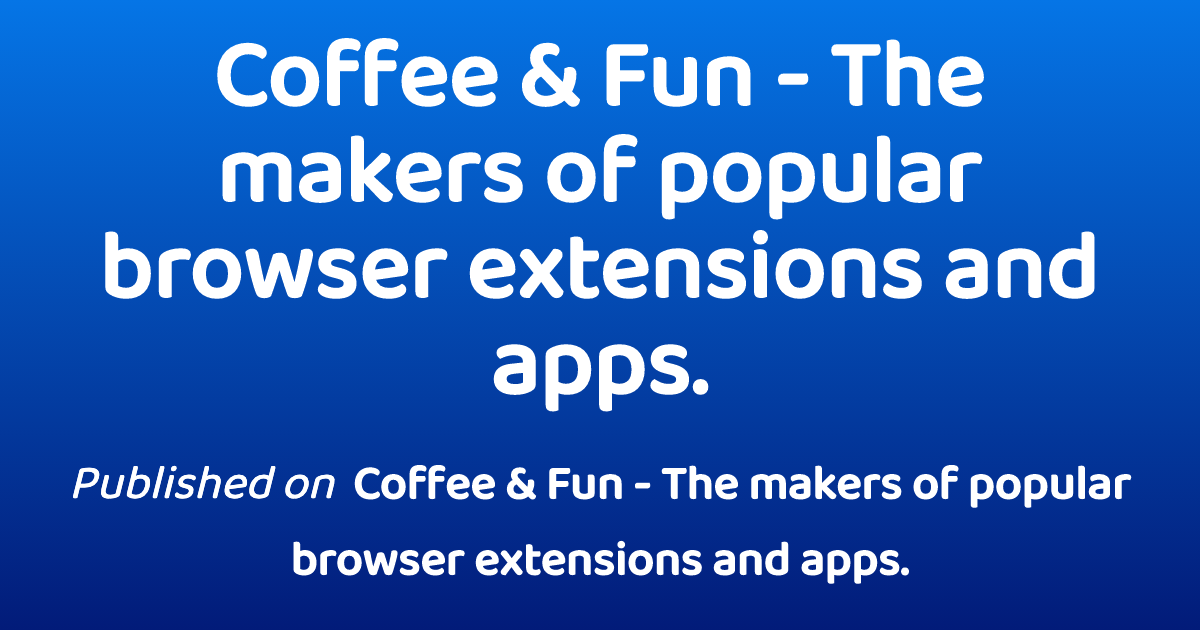 Coffee & Fun - The
makers of popular
browser extensions and
apps.
Published on Coffee & Fun - The makers of popular
browser extensions and apps.